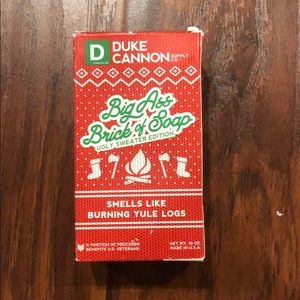 D
DUKE
CANNON
SUPPLY
CO
Big Ass
Brick of Soap
UGLY SWEATER EDITION
SMELLS LIKE
BURNING YULE LOGS
A PORTION OF PROCEEDS
BENEFITS U.S. VETERANS
NET WT. 10 OZ.
MADE IN U.S.A.